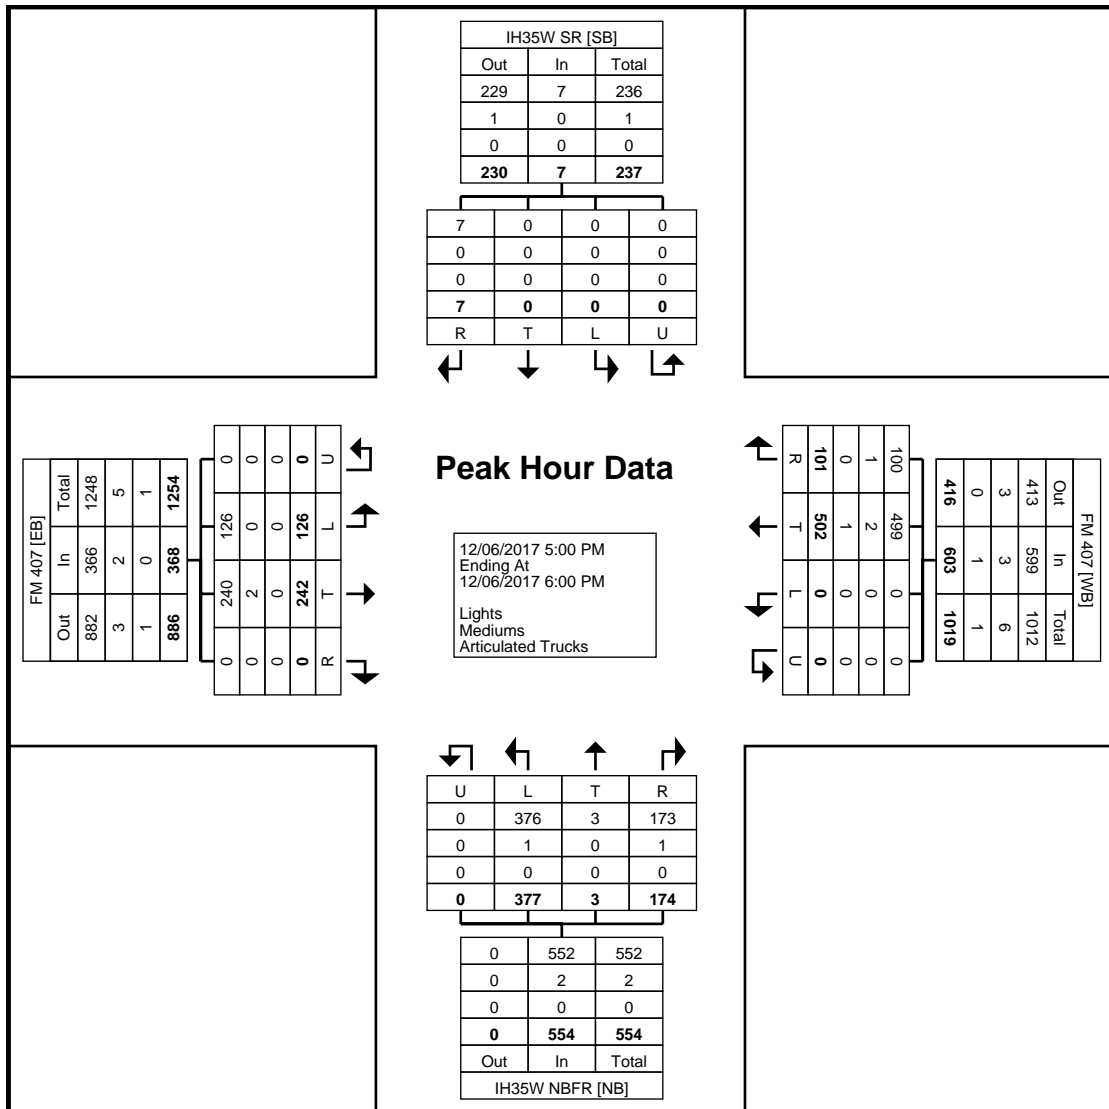 IH35W SR [SB]
Out In Total
229 7 236
1 0 1
0 0 0
230 7 237
7 0 0 0
0 0 0 0
0 0 0 0
7 0 0 0
R T L U
FM 407 [EB]
Total In Out
1248 366 882
5 2 3
1 0 1
1254 368 886
0 126 240 0
0 0 2 0
0 0 0 0
0 126 242 0
U L T R
Peak Hour Data
12/06/2017 5:00 PM
Ending At
12/06/2017 6:00 PM
Lights
Mediums
Articulated Trucks
R T L U
101 502 0 0
0 1 0 0
1 2 0 0
100 499 0 0
416 603 1019
0 1 1
3 3 6
413 599 1012
Out In Total
FM 407 [WB]
U L T R
0 376 3 173
0 1 0 1
0 0 0 0
0 377 3 174
0 552 552
0 2 2
0 0 0
0 554 554
Out In Total
IH35W NBFR [NB]